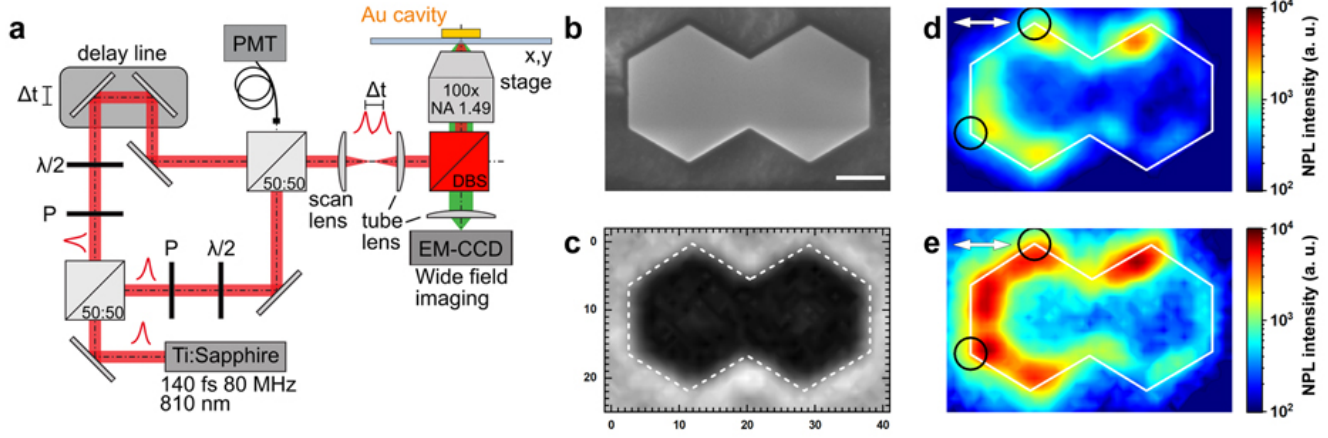 a
Au cavity
PMT
delay line
x,y
stage
Δt
Δt
100x
NA 1.49
λ/2
50:50
scan
lens
DBS
tube
lens
P
P
λ/2
EM-CCD
Wide field
imaging
50:50
Ti:Sapphire
140 fs 80 MHz
810 nm
b
c
0
10
20
0
10
20
30
40
d
10⁴
10³
10²
NPL intensity (a. u.)
e
10⁴
10³
10²
NPL intensity (a. u.)